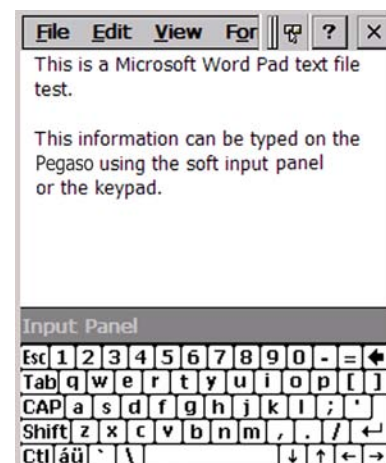 File Edit View For ? ×
This is a Microsoft Word Pad text file
test.
This information can be typed on the
Pegaso using the soft input panel
or the keypad.
Input Panel
Esc 1 2 3 4 5 6 7 8 9 0 - = ←
Tab q w e r t y u i o p [ ]
CAP a s d f g h j k l ; '
Shift z x c v b n m , . / ↵
Ctl áü ` \ ↓ ↑ ← →